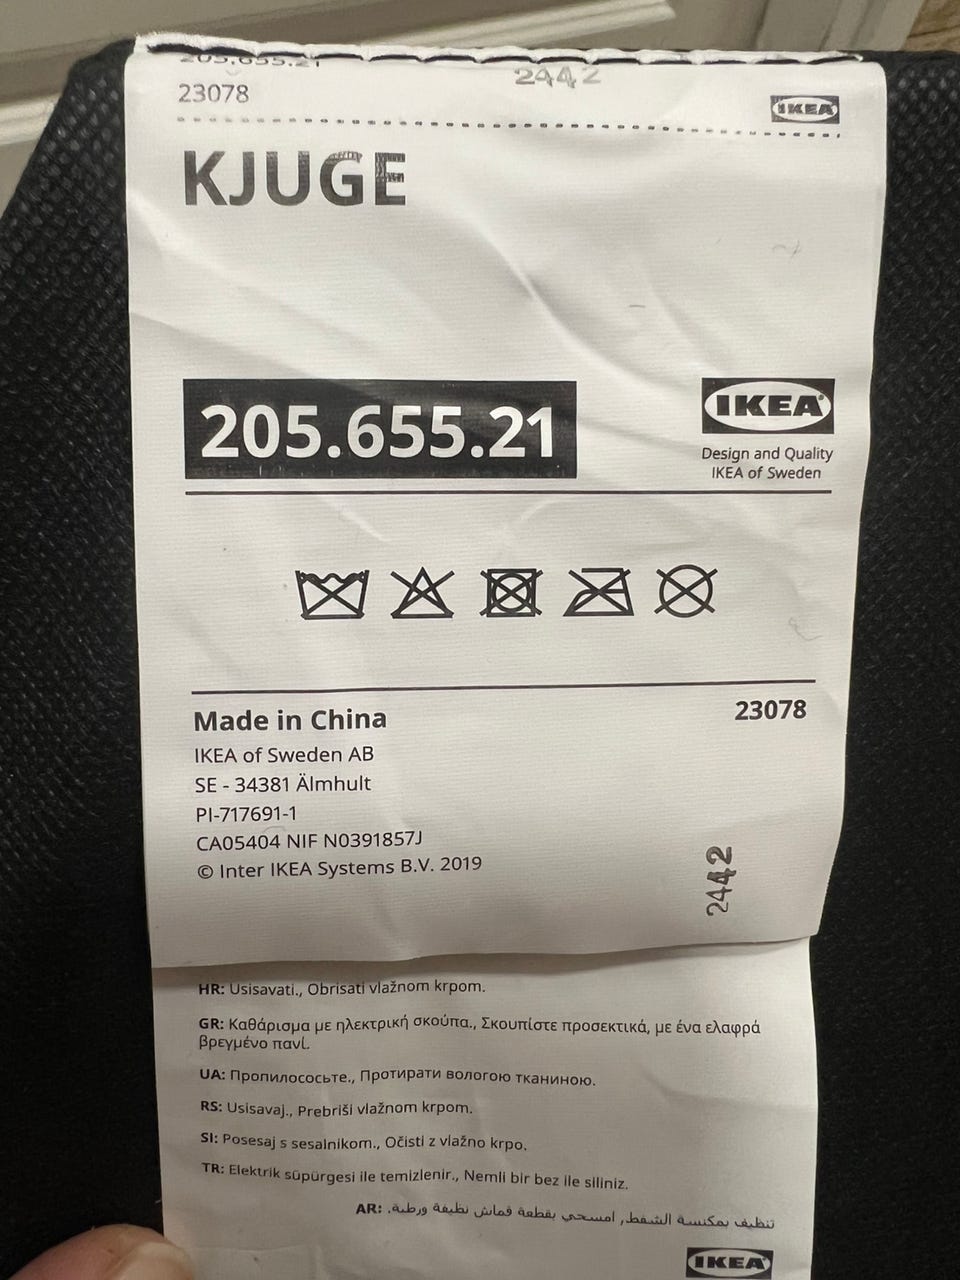 205.655.21
2442
23078
IKEA
KJUGE
205.655.21
IKEA
Design and Quality
IKEA of Sweden
Made in China
23078
IKEA of Sweden AB
SE - 34381 Älmhult
PI-717691-1
CA05404 NIF N0391857J
© Inter IKEA Systems B.V. 2019
2442
HR: Usisavati., Obrisati vlažnom krpom.
GR: Καθάρισμα με ηλεκτρική σκούπα., Σκουπίστε προσεκτικά, με ένα ελαφρά
βρεγμένο πανί.
UA: Пропилососьте., Протирати вологою тканиною.
RS: Usisavaj., Prebriši vlažnom krpom.
SI: Posesaj s sesalnikom., Očisti z vlažno krpo.
TR: Elektrik süpürgesi ile temizlenir., Nemli bir bez ile siliniz.
AR: تنظيف بمكنسة الشفط, امسحي بقطعة قماش نظيفة ورطبة.
IKEA